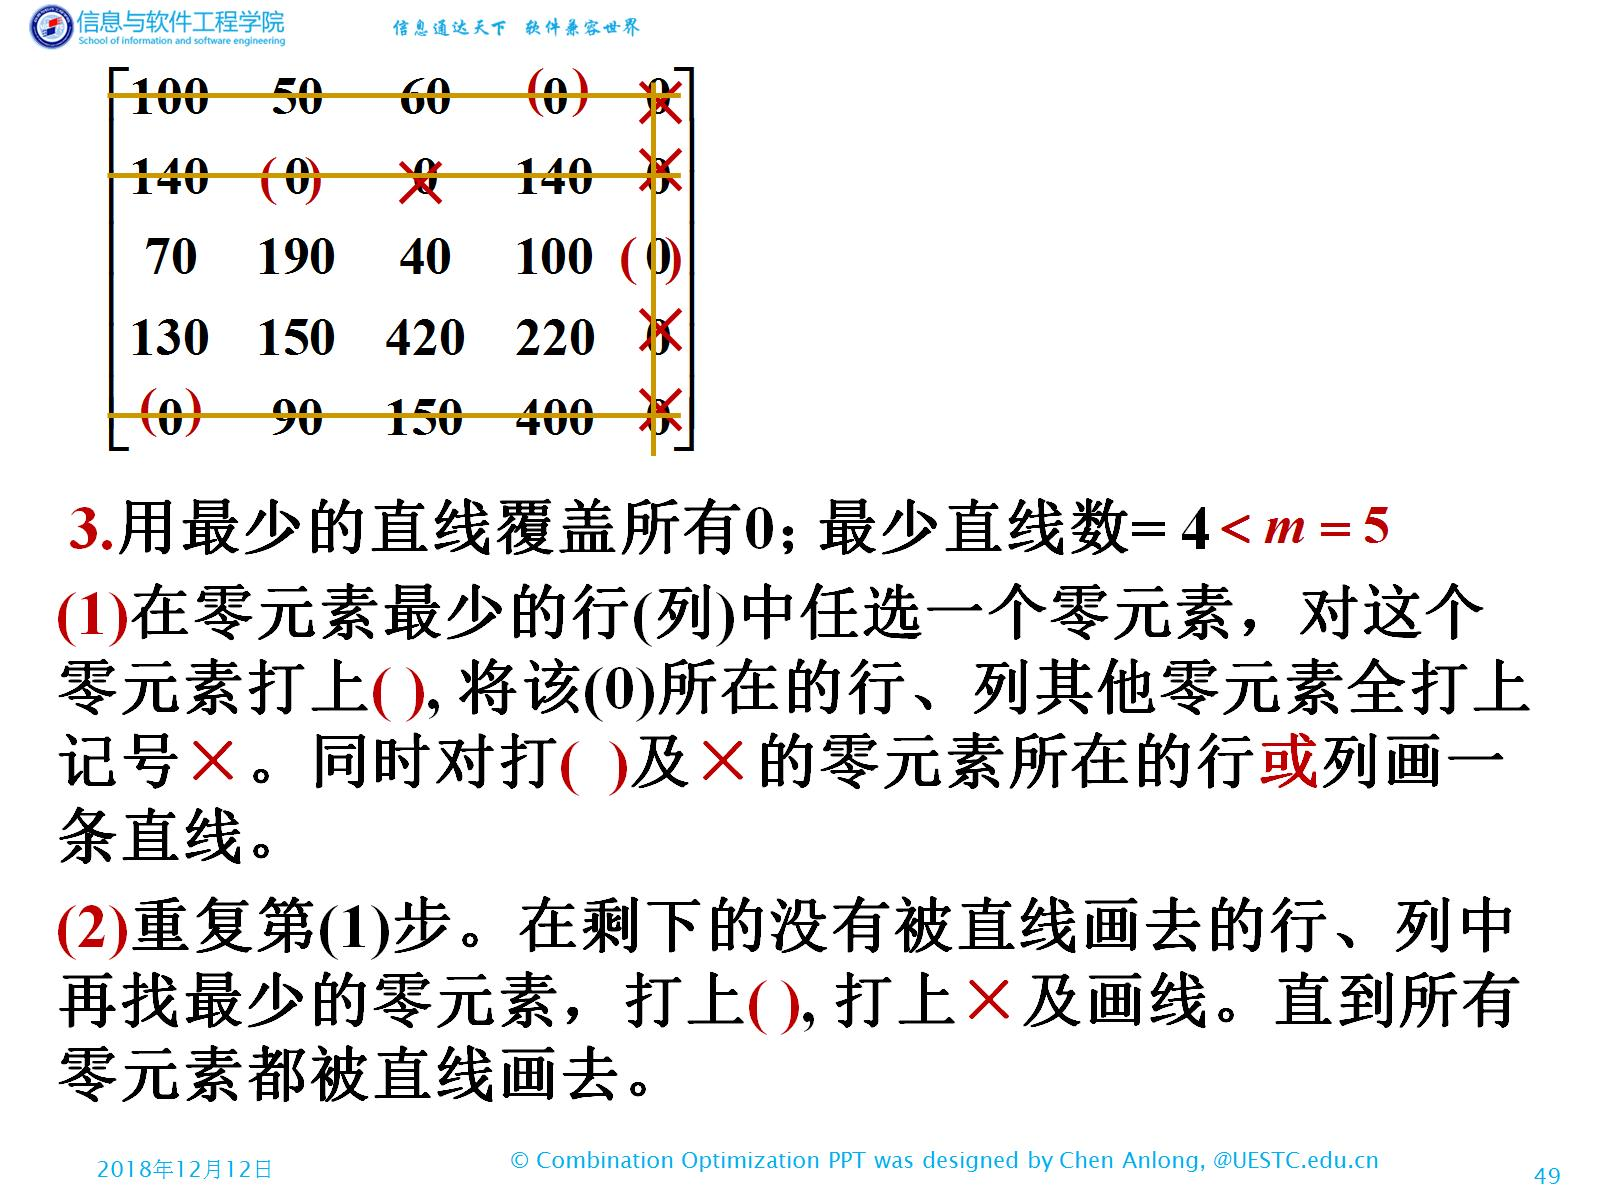 信息与软件工程学院
School of information and software engineering
信息通达天下 软件兼容世界
100 50 60 (0) 0
140 (0) 0 140 0
70 190 40 100 (0)
130 150 420 220 0
(0) 90 150 400 0
3.用最少的直线覆盖所有0; 最少直线数= 4 < m = 5
(1)在零元素最少的行(列)中任选一个零元素，对这个
零元素打上( ), 将该(0)所在的行、列其他零元素全打上
记号×。同时对打( )及×的零元素所在的行或列画一
条直线。
(2)重复第(1)步。在剩下的没有被直线画去的行、列中
再找最少的零元素，打上( ), 打上×及画线。直到所有
零元素都被直线画去。
2018年12月12日
© Combination Optimization PPT was designed by Chen Anlong, @UESTC.edu.cn
49